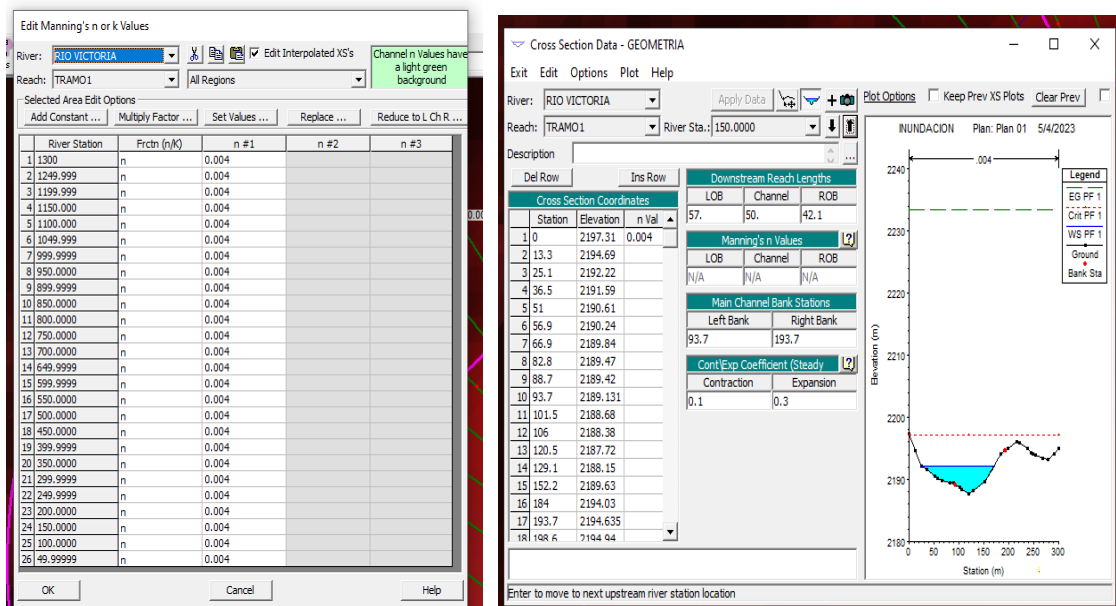 Edit Manning's n or k Values
River: RIO VICTORIA Edit Interpolated XS's
Channel n Values have
a light green
background
Reach: TRAMO1 All Regions
Selected Area Edit Options
Add Constant ... Multiply Factor ... Set Values ... Replace ... Reduce to L Ch R ...
River Station Frctn (n/K) n #1 n #2 n #3
1 1300 n 0.004
2 1249.999 n 0.004
3 1199.999 n 0.004
4 1150.000 n 0.004
5 1100.000 n 0.004
6 1049.999 n 0.004
7 999.9999 n 0.004
8 950.0000 n 0.004
9 899.9999 n 0.004
10 850.0000 n 0.004
11 800.0000 n 0.004
12 750.0000 n 0.004
13 700.0000 n 0.004
14 649.9999 n 0.004
15 599.9999 n 0.004
16 550.0000 n 0.004
17 500.0000 n 0.004
18 450.0000 n 0.004
19 399.9999 n 0.004
20 350.0000 n 0.004
21 299.9999 n 0.004
22 249.9999 n 0.004
23 200.0000 n 0.004
24 150.0000 n 0.004
25 100.0000 n 0.004
26 49.99999 n 0.004
OK Cancel Help
Cross Section Data - GEOMETRIA
Exit Edit Options Plot Help
River: RIO VICTORIA Apply Data Plot Options Keep Prev XS Plots Clear Prev
Reach: TRAMO1 River Sta.: 150.0000
Description ...
Del Row Ins Row
Cross Section Coordinates
Station Elevation n Val
1 0 2197.31 0.004
2 13.3 2194.69
3 25.1 2192.22
4 36.5 2191.59
5 51 2190.61
6 56.9 2190.24
7 66.9 2189.84
8 82.8 2189.47
9 88.7 2189.42
10 93.7 2189.131
11 101.5 2188.68
12 106 2188.38
13 120.5 2187.72
14 129.1 2188.15
15 152.2 2189.63
16 184 2194.03
17 193.7 2194.635
18 198.6 2194.94
Downstream Reach Lengths
LOB Channel ROB
57. 50. 42.1
Manning's n Values
LOB Channel ROB
N/A N/A N/A
Main Channel Bank Stations
Left Bank Right Bank
93.7 193.7
Cont\Exp Coefficient (Steady
Contraction Expansion
0.1 0.3
INUNDACION Plan: Plan 01 5/4/2023
.004
Legend
EG PF 1
Crit PF 1
WS PF 1
Ground
Bank Sta
Elevation (m)
2240
2230
2220
2210
2200
2190
2180
0 50 100 150 200 250 300
Station (m)
Enter to move to next upstream river station location